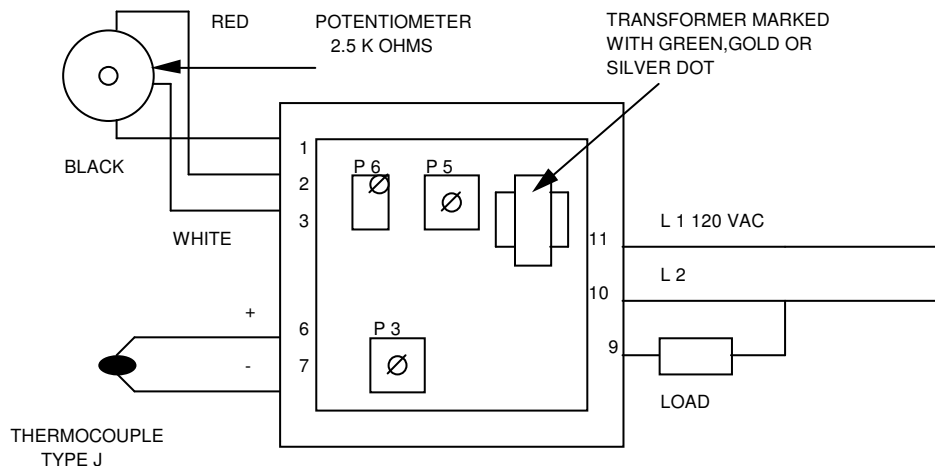 RED
POTENTIOMETER
2.5 K OHMS
TRANSFORMER MARKED
WITH GREEN,GOLD OR
SILVER DOT
BLACK
WHITE
1
2
3
P 6
P 5
11
L 1 120 VAC
L 2
10
+
6
-
7
P 3
9
LOAD
THERMOCOUPLE
TYPE J